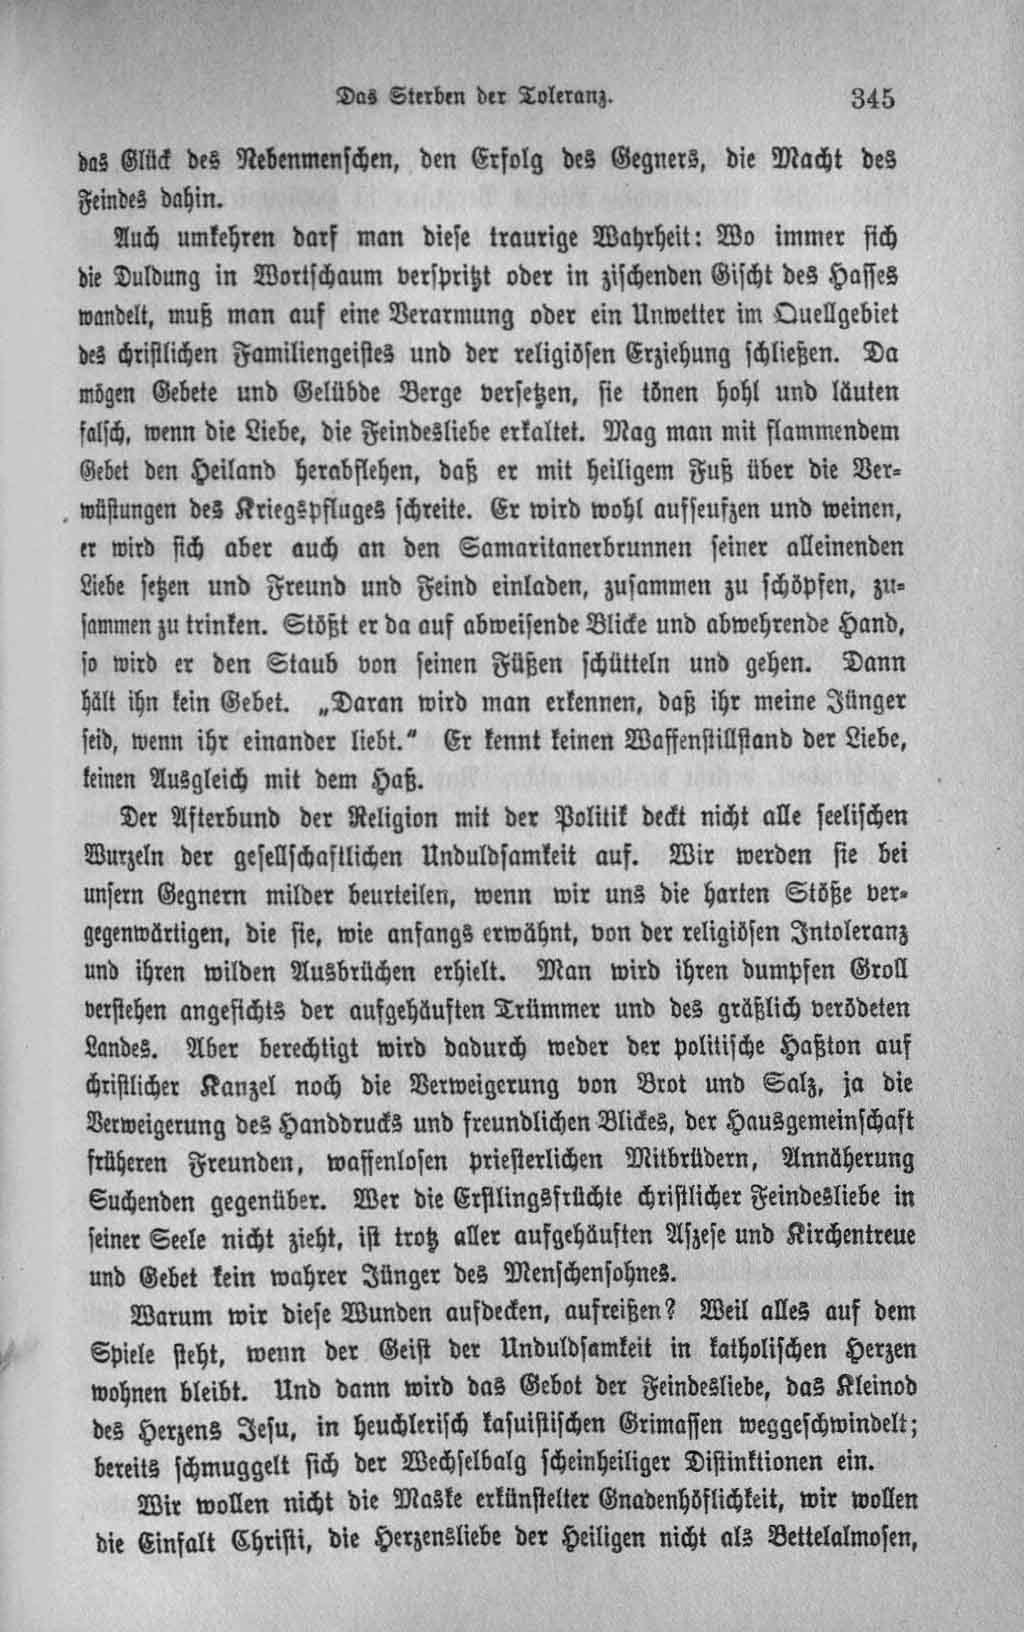 Das Sterben der Toleranz. 345
das Glück des Nebenmenschen, den Erfolg des Gegners, die Macht des
Feindes dahin.
Auch umkehren darf man diese traurige Wahrheit: Wo immer sich
die Duldung in Wortschaum verspritzt oder in zischenden Gischt des Hasses
wandelt, muß man auf eine Verarmung oder ein Unwetter im Quellgebiet
des christlichen Familiengeistes und der religiösen Erziehung schließen. Da
mögen Gebete und Gelübde Berge versetzen, sie tönen hohl und läuten
falsch, wenn die Liebe, die Feindesliebe erkaltet. Mag man mit flammendem
Gebet den Heiland herabflehen, daß er mit heiligem Fuß über die Ver-
wüstungen des Kriegspfluges schreite. Er wird wohl aufseufzen und weinen,
er wird sich aber auch an den Samaritanerbrunnen seiner alleinenden
Liebe setzen und Freund und Feind einladen, zusammen zu schöpfen, zu-
sammen zu trinken. Stößt er da auf abweisende Blicke und abwehrende Hand,
so wird er den Staub von seinen Füßen schütteln und gehen. Dann
hält ihn kein Gebet. „Daran wird man erkennen, daß ihr meine Jünger
seid, wenn ihr einander liebt.“ Er kennt keinen Waffenstillstand der Liebe,
keinen Ausgleich mit dem Haß.
Der Afterbund der Religion mit der Politik deckt nicht alle seelischen
Wurzeln der gesellschaftlichen Unduldsamkeit auf. Wir werden sie bei
unsern Gegnern milder beurteilen, wenn wir uns die harten Stöße ver-
gegenwärtigen, die sie, wie anfangs erwähnt, von der religiösen Intoleranz
und ihren wilden Ausbrüchen erhielt. Man wird ihren dumpfen Groll
verstehen angesichts der aufgehäuften Trümmer und des gräßlich verödeten
Landes. Aber berechtigt wird dadurch weder der politische Haßton auf
christlicher Kanzel noch die Verweigerung von Brot und Salz, ja die
Verweigerung des Handdrucks und freundlichen Blickes, der Hausgemeinschaft
früheren Freunden, waffenlosen priesterlichen Mitbrüdern, Annäherung
Suchenden gegenüber. Wer die Erstlingsfrüchte christlicher Feindesliebe in
seiner Seele nicht zieht, ist trotz aller aufgehäuften Aszese und Kirchentreue
und Gebet kein wahrer Jünger des Menschensohnes.
Warum wir diese Wunden aufdecken, aufreißen? Weil alles auf dem
Spiele steht, wenn der Geist der Unduldsamkeit in katholischen Herzen
wohnen bleibt. Und dann wird das Gebot der Feindesliebe, das Kleinod
des Herzens Jesu, in heuchlerisch kasuistischen Grimassen weggeschwindelt;
bereits schmuggelt sich der Wechselbalg scheinheiliger Distinktionen ein.
Wir wollen nicht die Maske erkünstelter Gnadenhöflichkeit, wir wollen
die Einfalt Christi, die Herzensliebe der Heiligen nicht als Bettelalmosen,